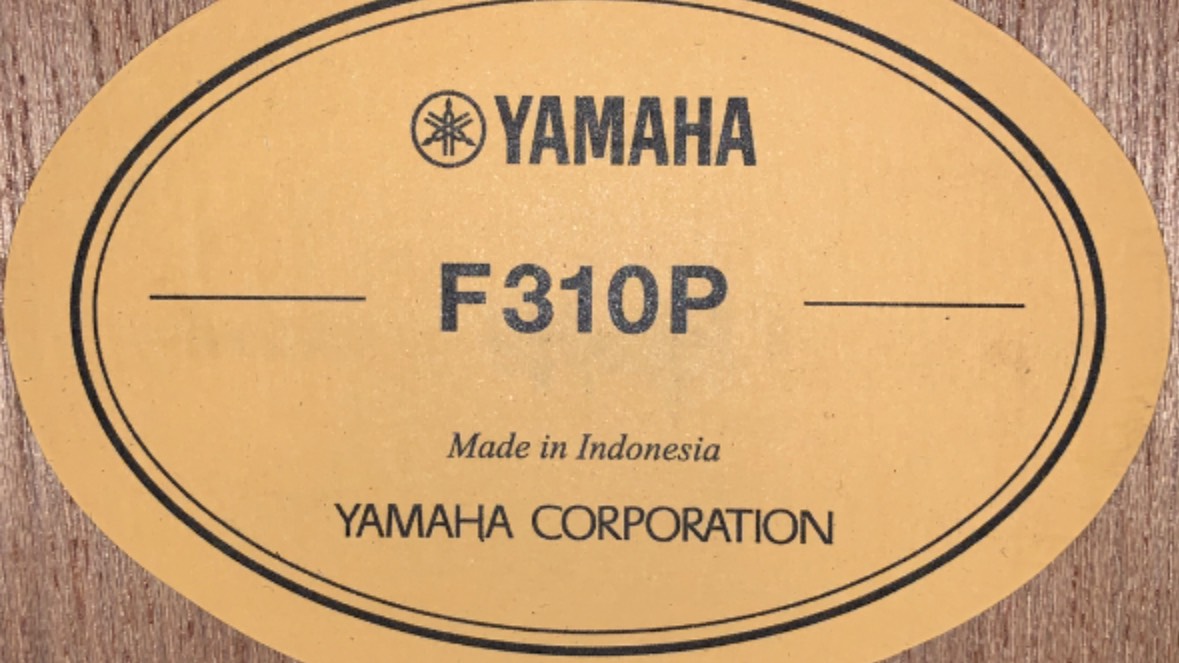 YAMAHA
F310P
Made in Indonesia
YAMAHA CORPORATION